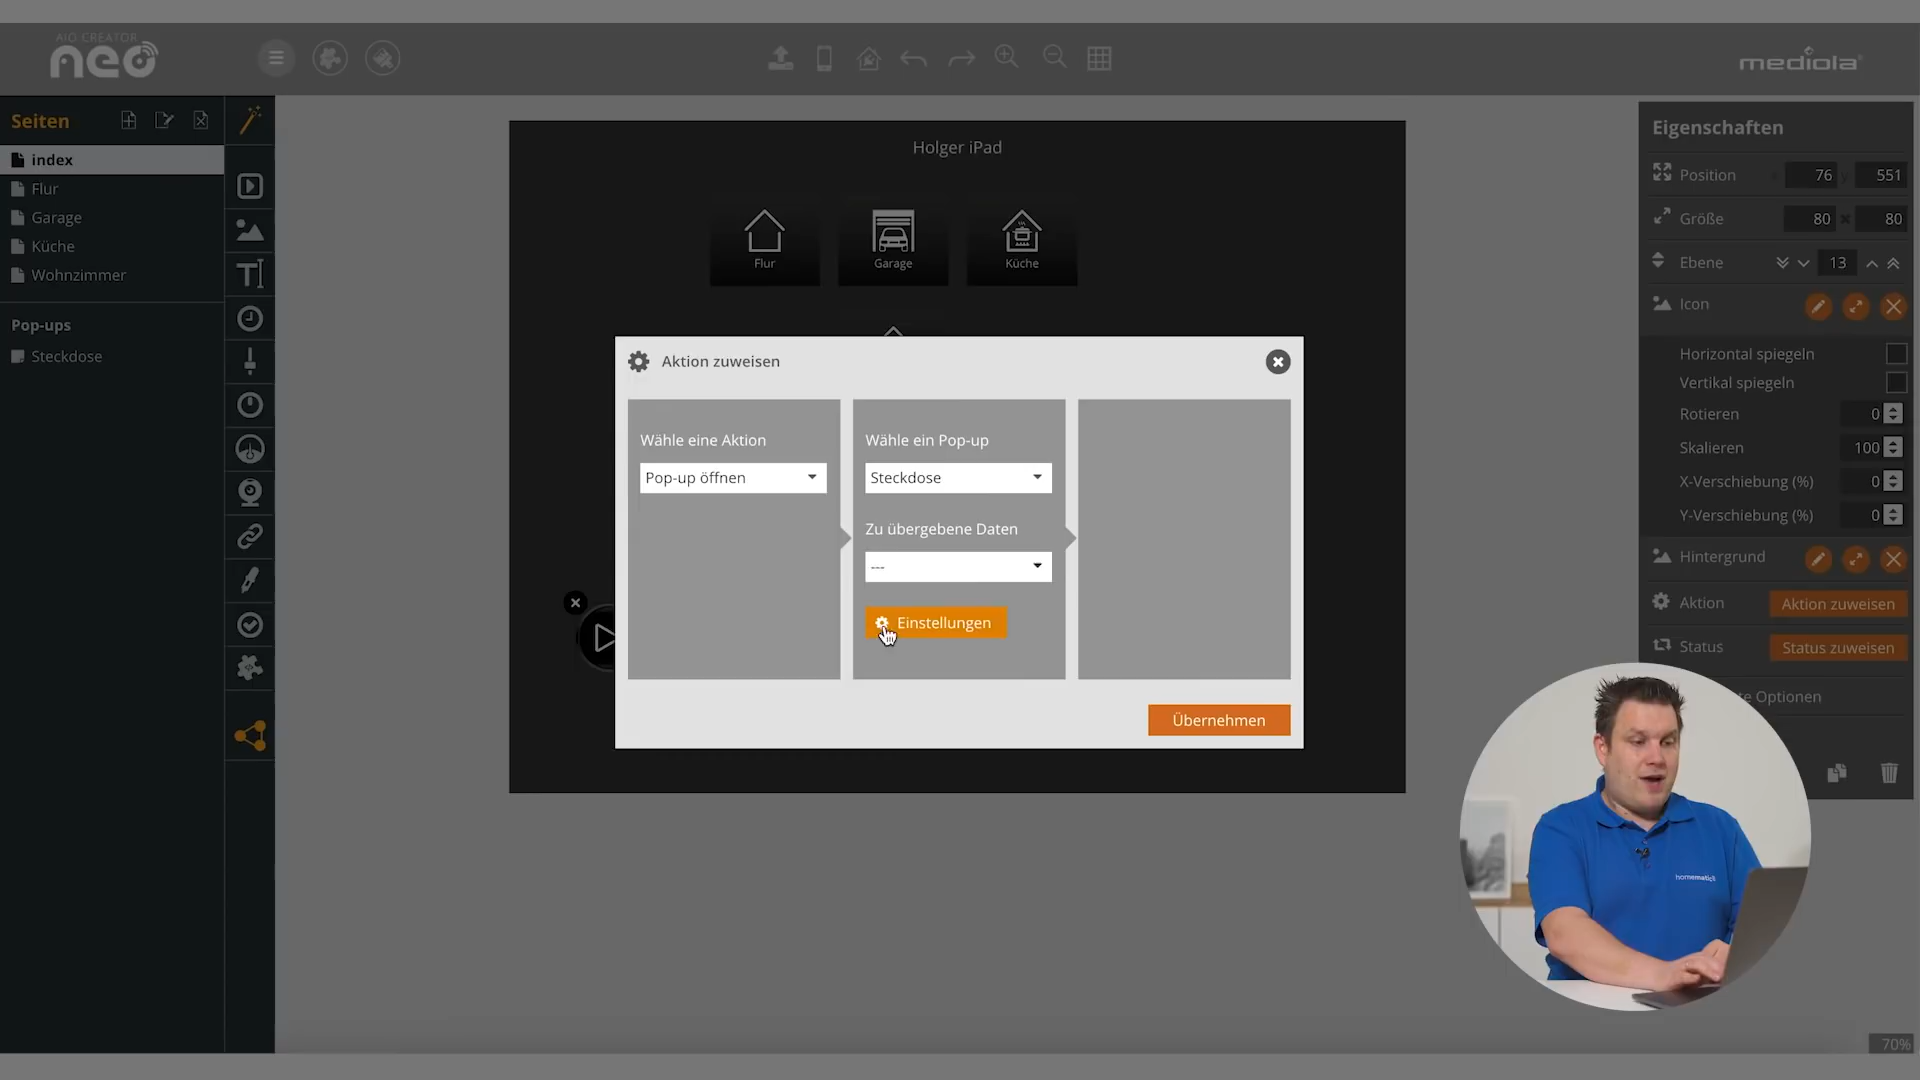 AIO CREATOR
neo
mediola
Seiten
index
Flur
Garage
Küche
Wohnzimmer
Pop-ups
Steckdose
Holger iPad
Flur
Garage
Küche
Aktion zuweisen
Wähle eine Aktion
Pop-up öffnen
Wähle ein Pop-up
Steckdose
Zu übergebene Daten
---
Einstellungen
Übernehmen
Eigenschaften
Position x 76 y 551
Größe 80 x 80
Ebene 13
Icon
Horizontal spiegeln
Vertikal spiegeln
Rotieren 0
Skalieren 100
X-Verschiebung (%) 0
Y-Verschiebung (%) 0
Hintergrund
Aktion Aktion zuweisen
Status Status zuweisen
Optionen
homematic
70%